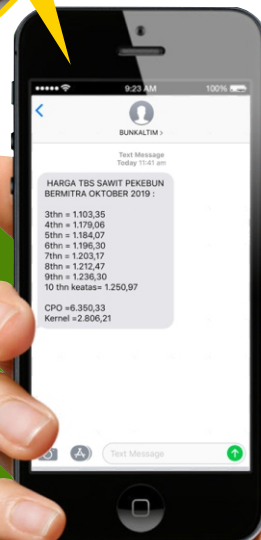 9:23 AM
100%
BUNKALTIM >
Text Message
Today 11:41 am
HARGA TBS SAWIT PEKEBUN
BERMITRA OKTOBER 2019 :
3thn = 1.103,35
4thn = 1.179,06
5thn = 1.184,07
6thn = 1.196,30
7thn = 1.203,17
8thn = 1.212,47
9thn = 1.236,30
10 thn keatas= 1.250,97
CPO =6.350,33
Kernel =2.806,21
Text Message